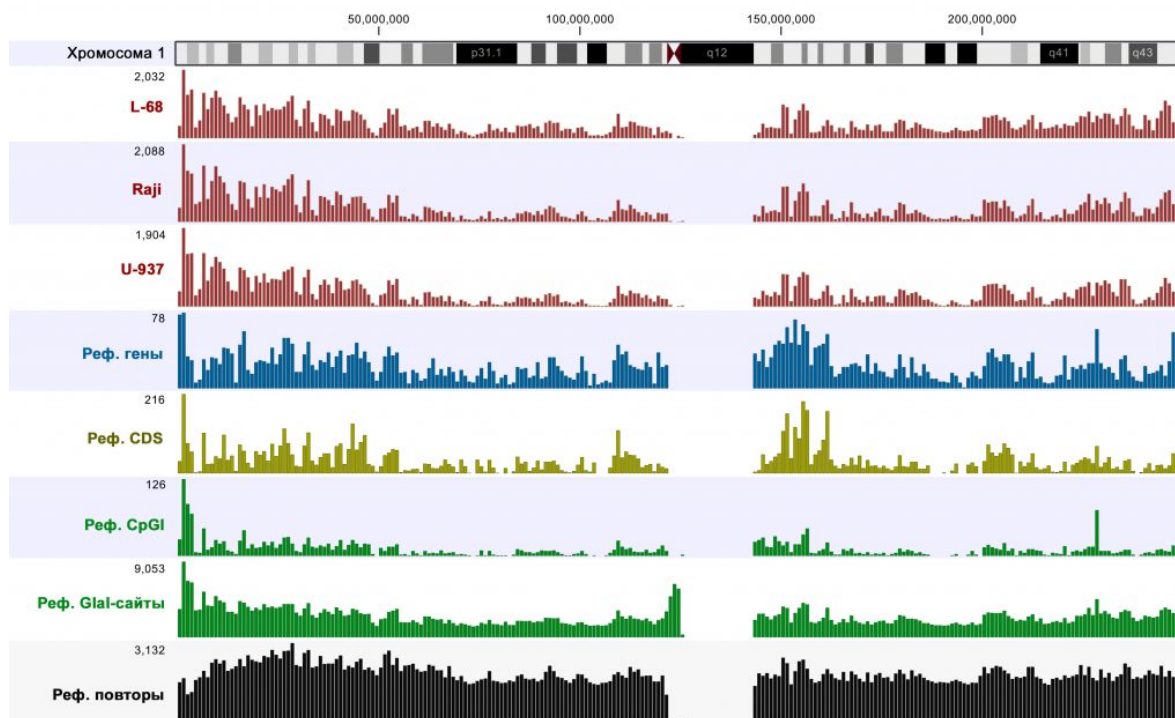 50,000,000 100,000,000 150,000,000 200,000,000
Хромосома 1 p31.1 q12 q41 q43
2,032
L-68
2,088
Raji
1,904
U-937
78
Реф. гены
216
Реф. CDS
126
Реф. CpGI
9,053
Реф. GlaI-сайты
3,132
Реф. повторы